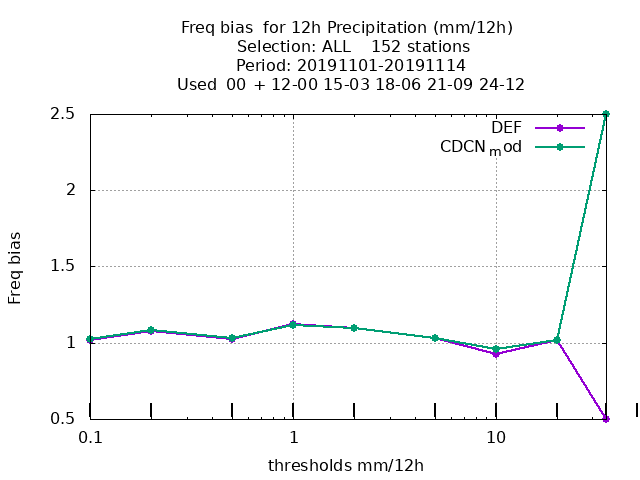 Freq bias  for 12h Precipitation (mm/12h)
Selection: ALL    152 stations
Period: 20191101-20191114
Used  00 + 12-00 15-03 18-06 21-09 24-12
2.5
DEF
CDCNmod
2
1.5
Freq bias
1
0.5
0.1
1
10
thresholds mm/12h